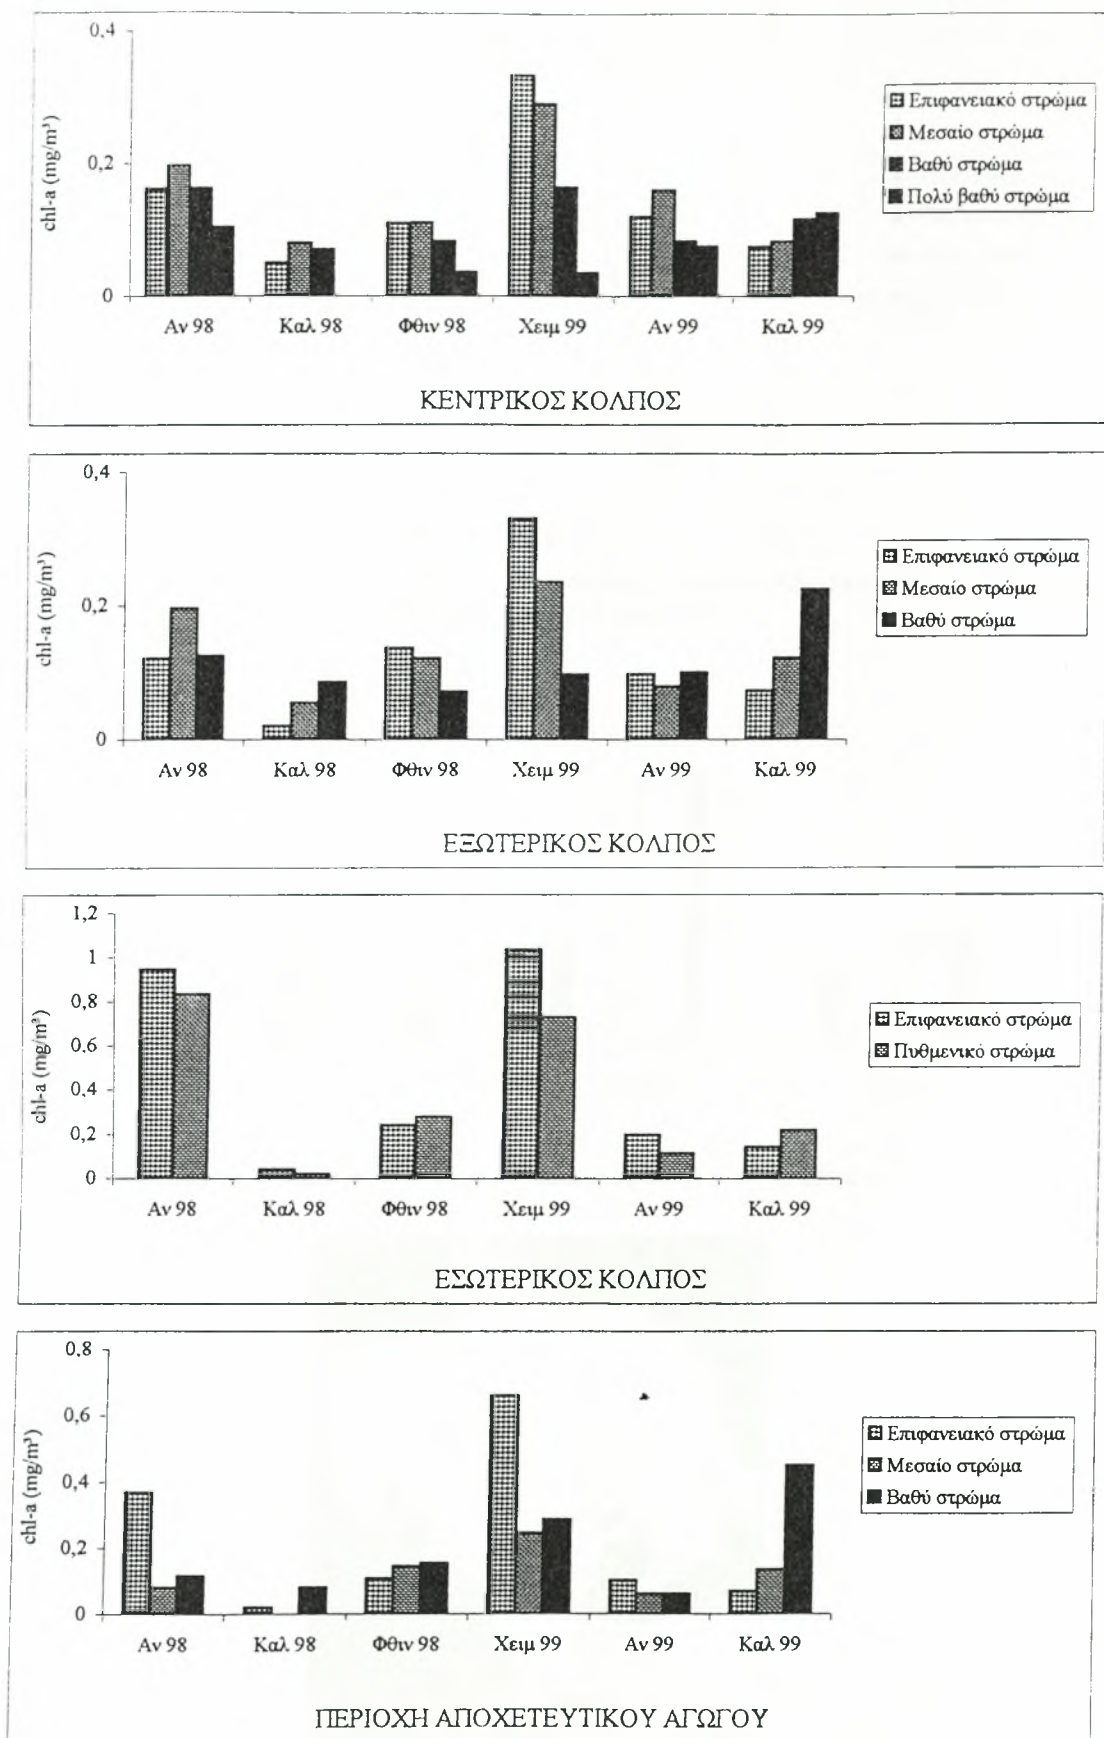 0,4
0,2
0
chl-a (mg/m³)
Αν 98 Καλ 98 Φθιν 98 Χειμ 99 Αν 99 Καλ 99
Επιφανειακό στρώμα
Μεσαίο στρώμα
Βαθύ στρώμα
Πολύ βαθύ στρώμα
ΚΕΝΤΡΙΚΟΣ ΚΟΛΠΟΣ
0,4
0,2
0
chl-a (mg/m³)
Αν 98 Καλ 98 Φθιν 98 Χειμ 99 Αν 99 Καλ 99
Επιφανειακό στρώμα
Μεσαίο στρώμα
Βαθύ στρώμα
ΕΞΩΤΕΡΙΚΟΣ ΚΟΛΠΟΣ
1,2
1
0,8
0,6
0,4
0,2
0
chl-a (mg/m³)
Αν 98 Καλ 98 Φθιν 98 Χειμ 99 Αν 99 Καλ 99
Επιφανειακό στρώμα
Πυθμενικό στρώμα
ΕΣΩΤΕΡΙΚΟΣ ΚΟΛΠΟΣ
0,8
0,6
0,4
0,2
0
chl-a (mg/m³)
Αν 98 Καλ 98 Φθιν 98 Χειμ 99 Αν 99 Καλ 99
Επιφανειακό στρώμα
Μεσαίο στρώμα
Βαθύ στρώμα
ΠΕΡΙΟΧΗ ΑΠΟΧΕΤΕΥΤΙΚΟΥ ΑΓΩΓΟΥ